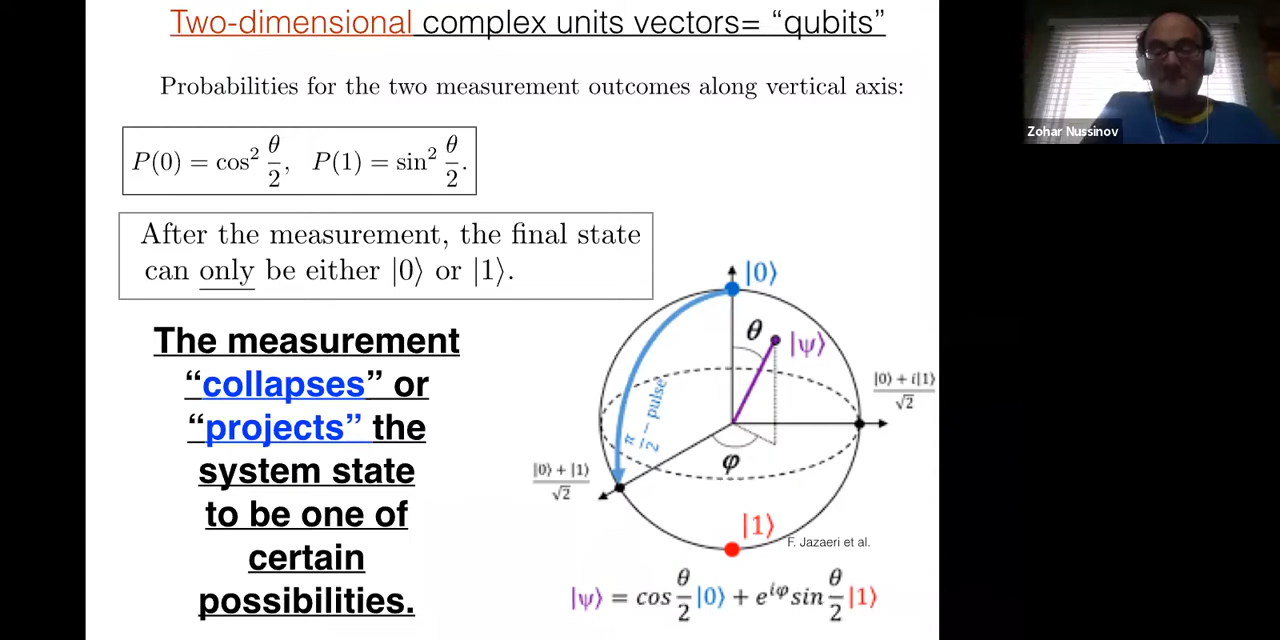 Two-dimensional complex units vectors= “qubits”
Probabilities for the two measurement outcomes along vertical axis:
P(0) = cos² θ/2, P(1) = sin² θ/2.
After the measurement, the final state
can only be either |0⟩ or |1⟩.
The measurement
“collapses” or
“projects” the
system state
to be one of
certain
possibilities.
|0⟩
θ
|ψ⟩
π/2 – pulse
|0⟩ + i|1⟩
√2
φ
|0⟩ + |1⟩
√2
|1⟩
F. Jazaeri et al.
|ψ⟩ = cos θ/2 |0⟩ + e^{iφ} sin θ/2 |1⟩
Zohar Nussinov